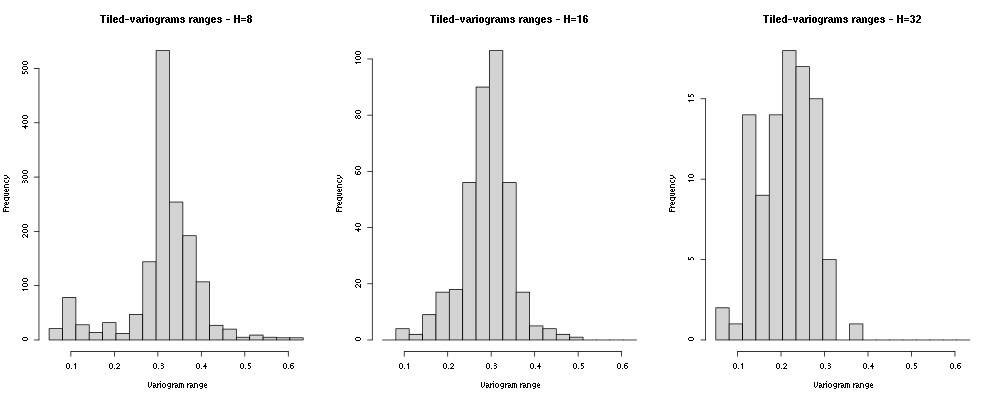 Tiled-variograms ranges - H=8
Tiled-variograms ranges - H=16
Tiled-variograms ranges - H=32
Frequency
0
100
200
300
400
500
0.1 0.2 0.3 0.4 0.5 0.6
Variogram range
Frequency
0
20
40
60
80
100
0.1 0.2 0.3 0.4 0.5 0.6
Variogram range
Frequency
0
5
10
15
0.1 0.2 0.3 0.4 0.5 0.6
Variogram range